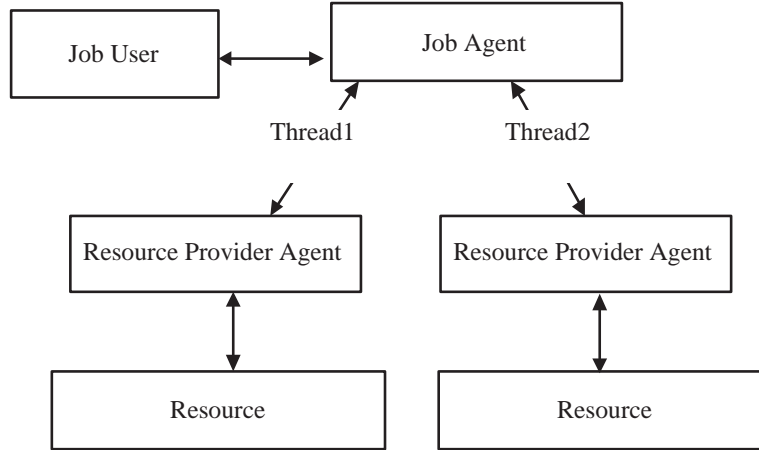 Job User
Job Agent
Thread1
Thread2
Resource Provider Agent
Resource Provider Agent
Resource
Resource